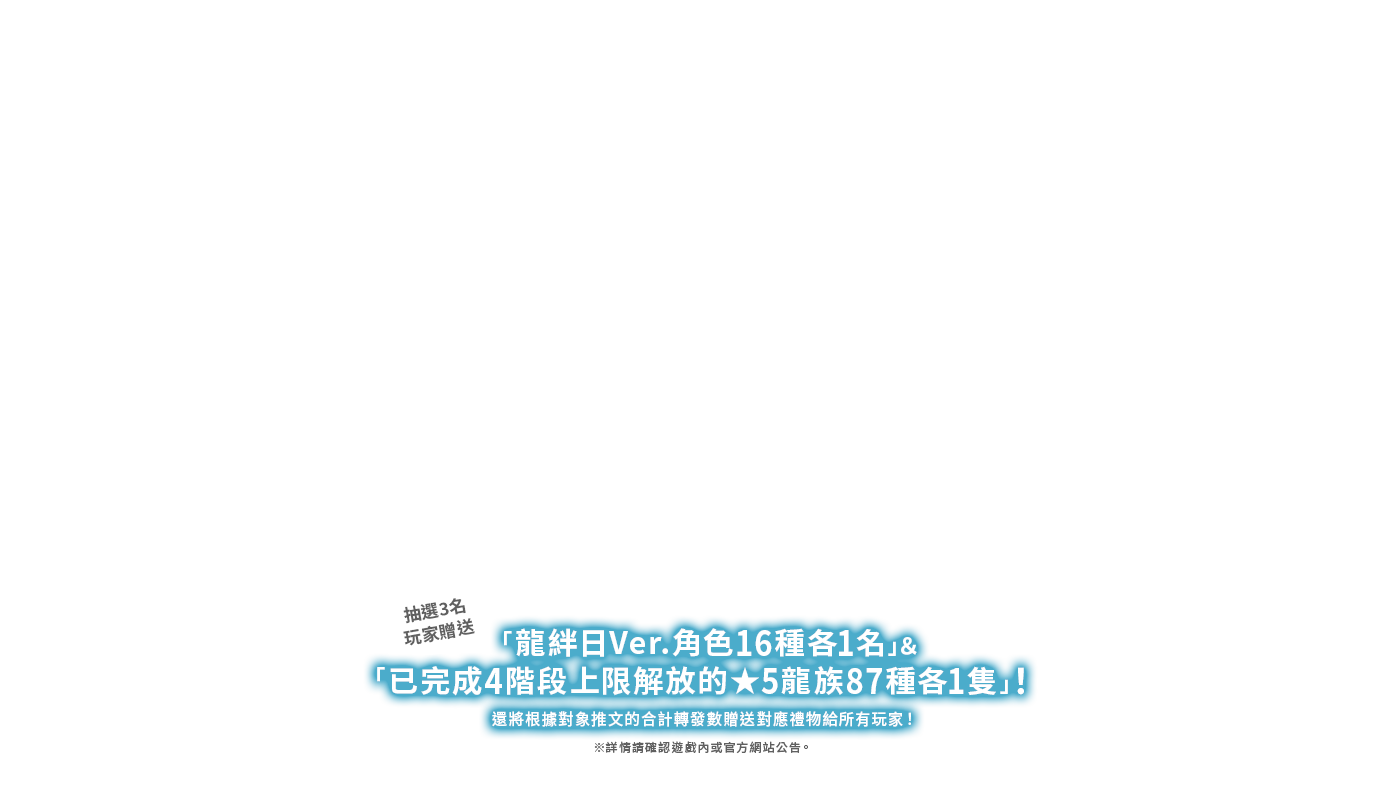 抽選3名
玩家贈送
「龍絆日Ver.角色16種各1名」&
「已完成4階段上限解放的★5龍族87種各1隻」!
還將根據對象推文的合計轉發數贈送對應禮物給所有玩家!
※詳情請確認遊戲內或官方網站公告。